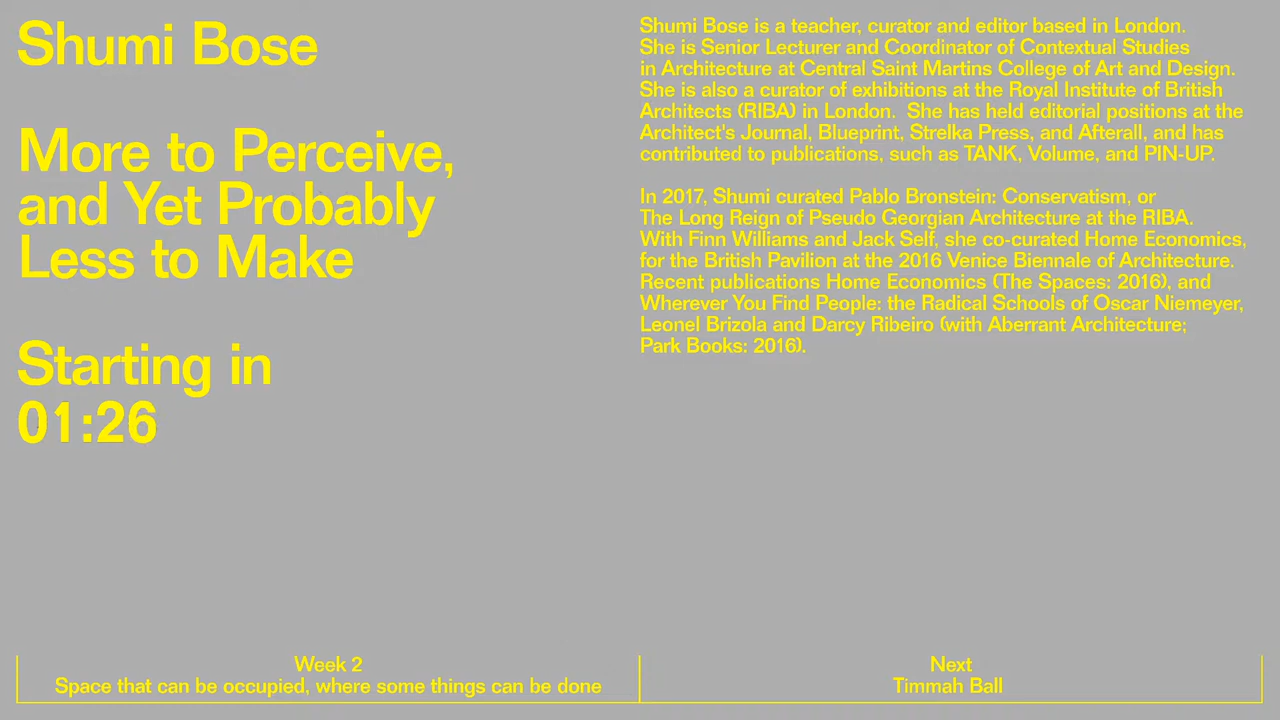 Shumi Bose
More to Perceive,
and Yet Probably
Less to Make
Starting in
01:26
Shumi Bose is a teacher, curator and editor based in London.
She is Senior Lecturer and Coordinator of Contextual Studies
in Architecture at Central Saint Martins College of Art and Design.
She is also a curator of exhibitions at the Royal Institute of British
Architects (RIBA) in London.  She has held editorial positions at the
Architect's Journal, Blueprint, Strelka Press, and Afterall, and has
contributed to publications, such as TANK, Volume, and PIN-UP.
In 2017, Shumi curated Pablo Bronstein: Conservatism, or
The Long Reign of Pseudo Georgian Architecture at the RIBA.
With Finn Williams and Jack Self, she co-curated Home Economics,
for the British Pavilion at the 2016 Venice Biennale of Architecture.
Recent publications Home Economics (The Spaces: 2016), and
Wherever You Find People: the Radical Schools of Oscar Niemeyer,
Leonel Brizola and Darcy Ribeiro (with Aberrant Architecture;
Park Books: 2016).
Week 2
Space that can be occupied, where some things can be done
Next
Timmah Ball